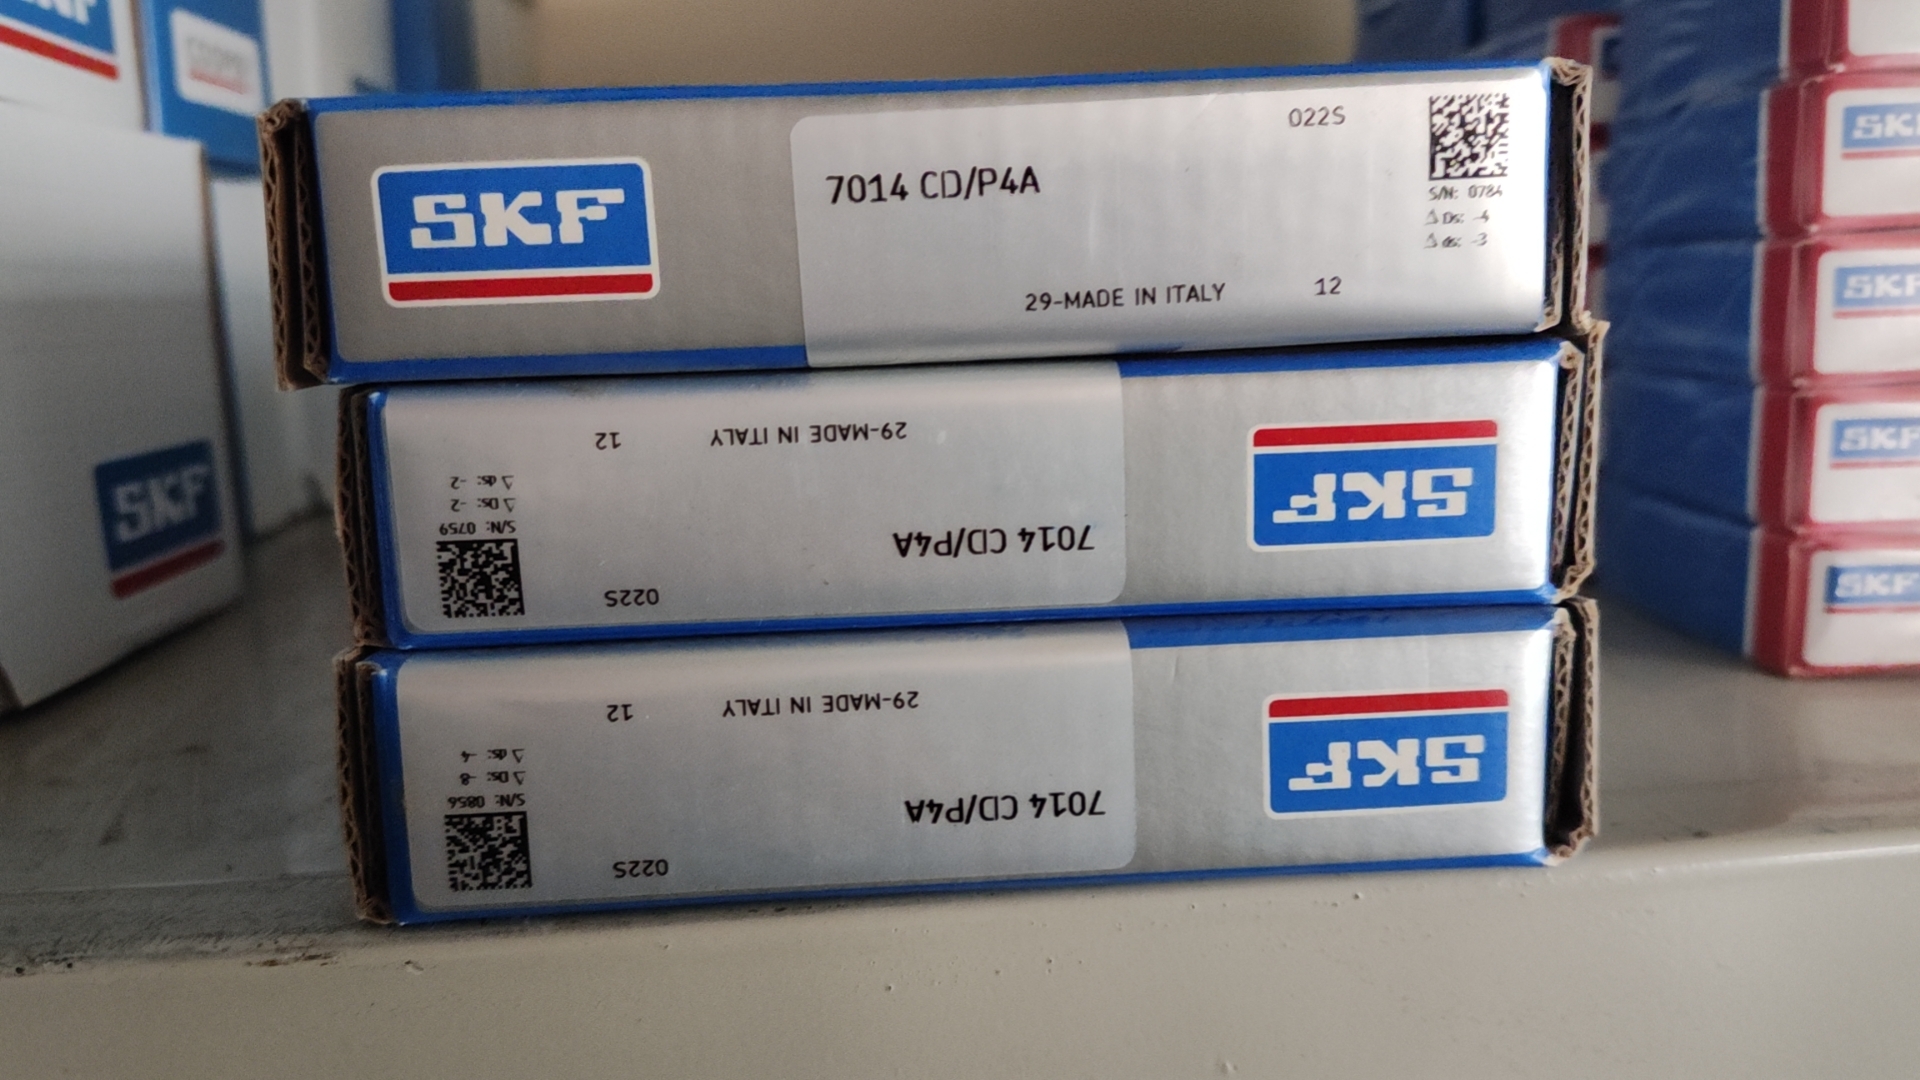 SKF
7014 CD/P4A
022S
S/N: 0784
Δ Ds: -4
Δ ds: -3
29-MADE IN ITALY 12
SKF
7014 CD/P4A
022S
S/N: 0759
Δ Ds: -2
Δ ds: -2
29-MADE IN ITALY 12
SKF
7014 CD/P4A
022S
S/N: 0856
Δ Ds: -8
Δ ds: -4
29-MADE IN ITALY 12
SKF
SKF
SKF
SKF
SKF